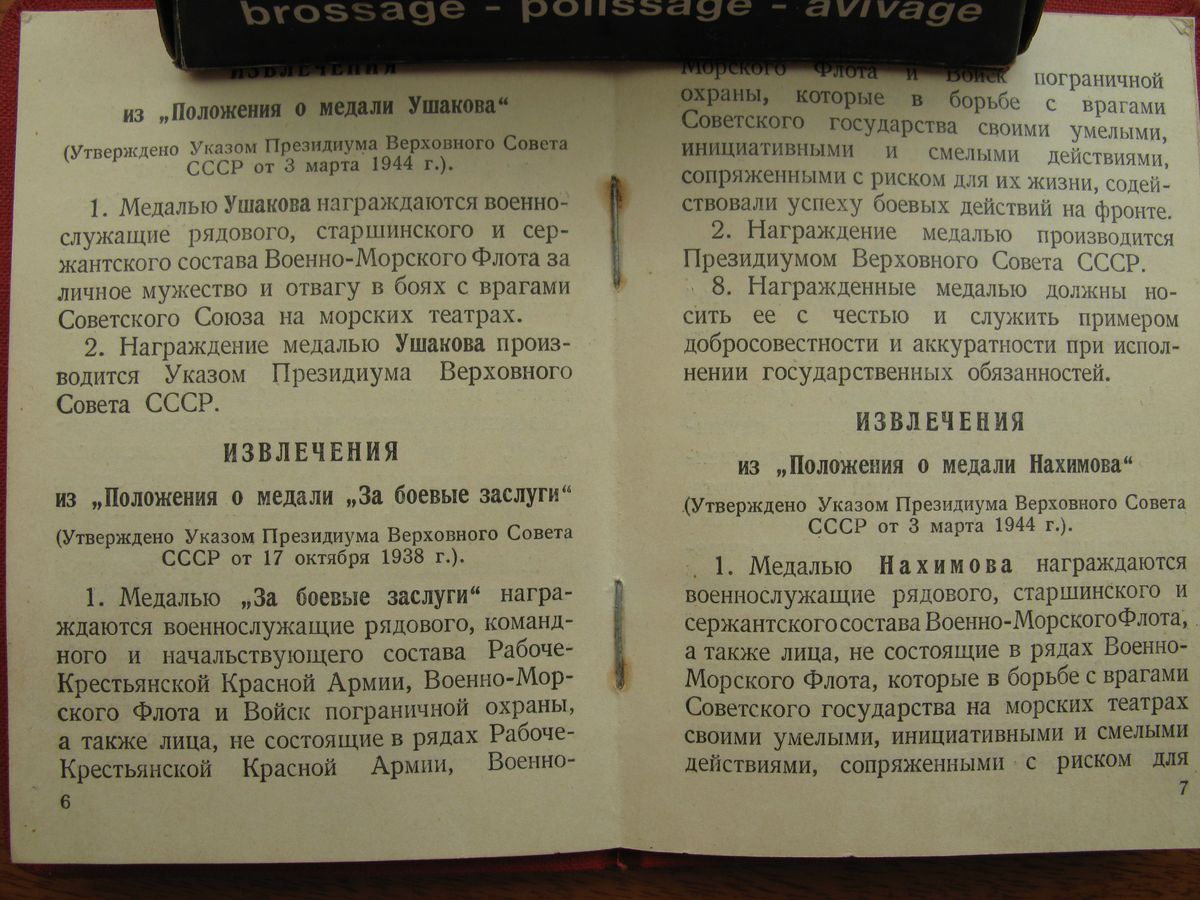 brossage - polissage - avivage
ИЗВЛЕЧЕНИЯ
из „Положения о медали Ушакова“
(Утверждено Указом Президиума Верховного Совета
СССР от 3 марта 1944 г.).
1. Медалью Ушакова награждаются военно-
служащие рядового, старшинского и сер-
жантского состава Военно-Морского Флота за
личное мужество и отвагу в боях с врагами
Советского Союза на морских театрах.
2. Награждение медалью Ушакова произ-
водится Указом Президиума Верховного
Совета СССР.
ИЗВЛЕЧЕНИЯ
из „Положения о медали „За боевые заслуги“
(Утверждено Указом Президиума Верховного Совета
СССР от 17 октября 1938 г.).
1. Медалью „За боевые заслуги“ награ-
ждаются военнослужащие рядового, команд-
ного и начальствующего состава Рабоче-
Крестьянской Красной Армии, Военно-Мор-
ского Флота и Войск пограничной охраны,
а также лица, не состоящие в рядах Рабоче-
Крестьянской Красной Армии, Военно-
6
Морского Флота и Войск пограничной
охраны, которые в борьбе с врагами
Советского государства своими умелыми,
инициативными и смелыми действиями,
сопряженными с риском для их жизни, содей-
ствовали успеху боевых действий на фронте.
2. Награждение медалью производится
Президиумом Верховного Совета СССР.
8. Награжденные медалью должны но-
сить ее с честью и служить примером
добросовестности и аккуратности при испол-
нении государственных обязанностей.
ИЗВЛЕЧЕНИЯ
из „Положения о медали Нахимова“
(Утверждено Указом Президиума Верховного Совета
СССР от 3 марта 1944 г.).
1. Медалью Нахимова награждаются
военнослужащие рядового, старшинского и
сержантского состава Военно-Морского Флота,
а также лица, не состоящие в рядах Военно-
Морского Флота, которые в борьбе с врагами
Советского государства на морских театрах
своими умелыми, инициативными и смелыми
действиями, сопряженными с риском для
7